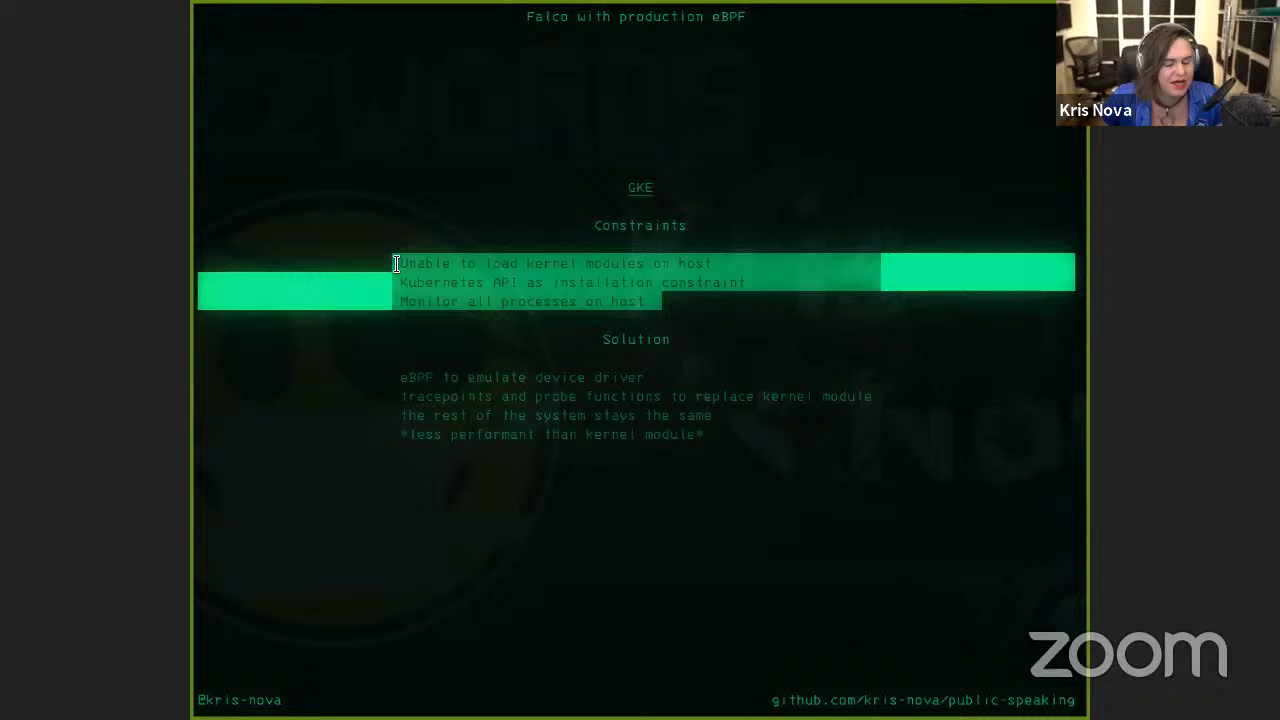 Falco with production eBPF
Kris Nova
GKE
Constraints
Unable to load kernel modules on host
Kubernetes API as installation constraint
Monitor all processes on host
Solution
eBPF to emulate device driver
tracepoints and probe functions to replace kernel module
the rest of the system stays the same
*less performant than kernel module*
zoom
@kris-nova
github.com/kris-nova/public-speaking